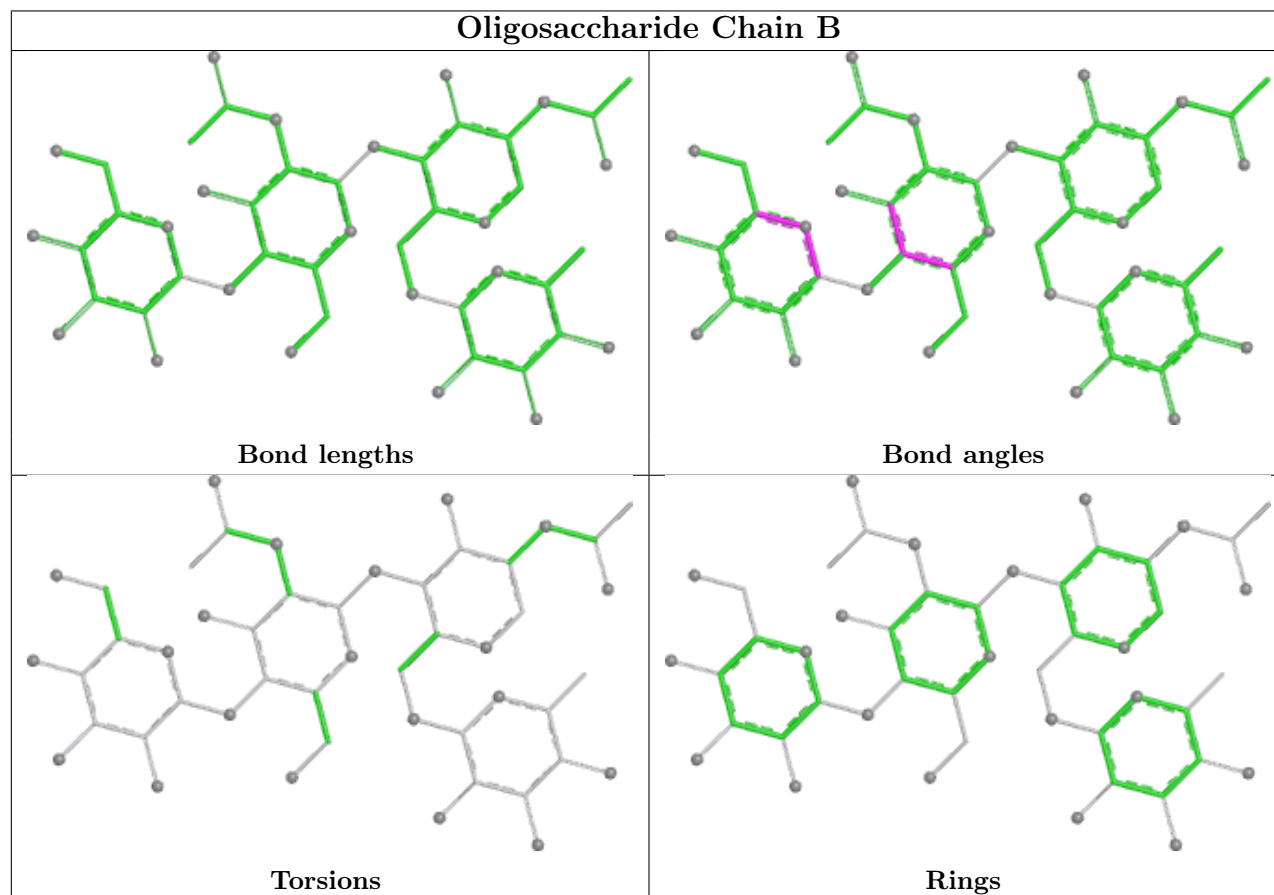 Oligosaccharide Chain B
Bond lengths
Bond angles
Torsions
Rings